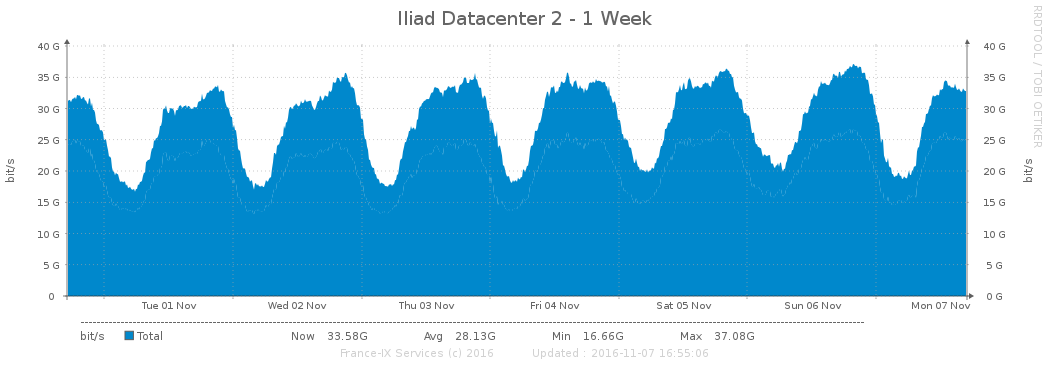 Iliad Datacenter 2 - 1 Week
RRDTOOL / TOBI OETIKER
40 G 40 G
35 G 35 G
30 G 30 G
25 G 25 G
20 G 20 G
15 G 15 G
10 G 10 G
5 G 5 G
0 0 G
bit/s bit/s
Tue 01 Nov Wed 02 Nov Thu 03 Nov Fri 04 Nov Sat 05 Nov Sun 06 Nov Mon 07 Nov
bit/s Total Now 33.58G Avg 28.13G Min 16.66G Max 37.08G
France-IX Services (c) 2016 Updated : 2016-11-07 16:55:06